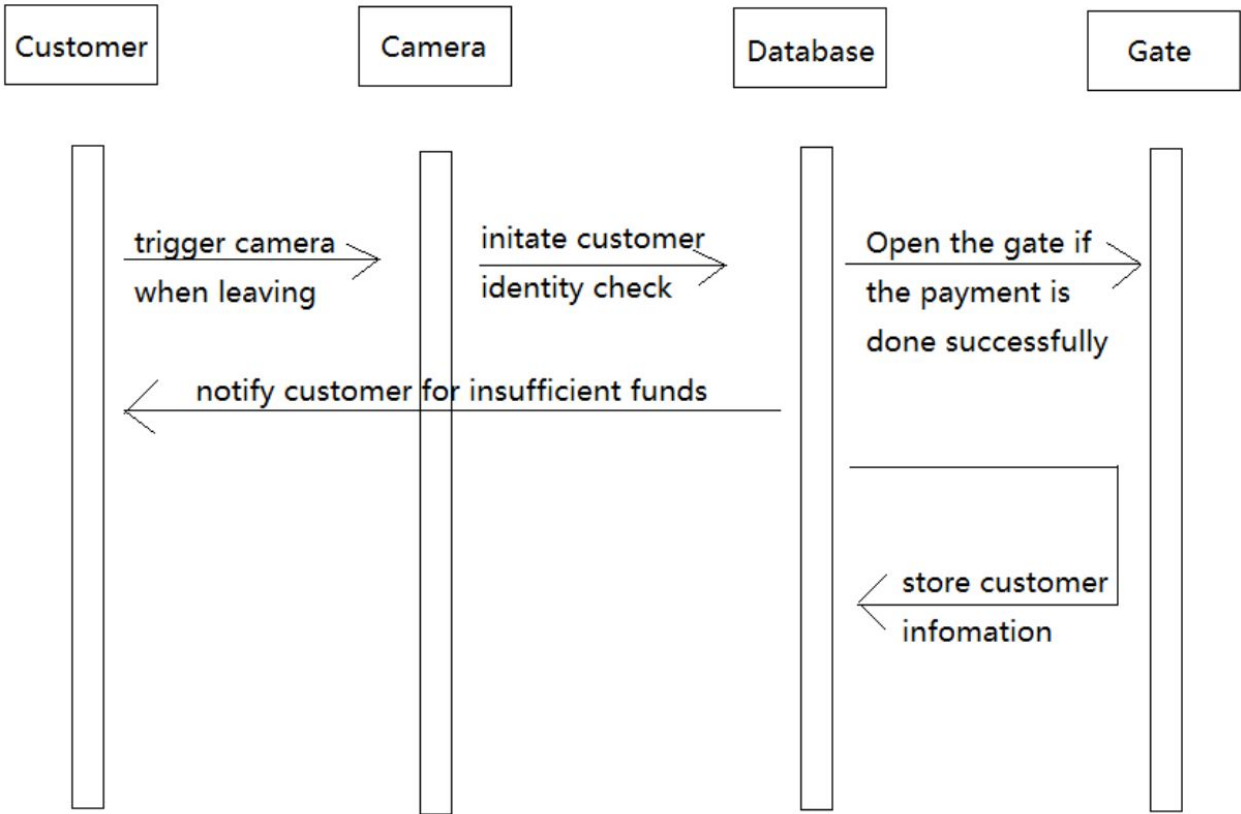 Customer
Camera
Database
Gate
trigger camera
when leaving
initate customer
identity check
Open the gate if
the payment is
done successfully
notify customer for insufficient funds
store customer
infomation